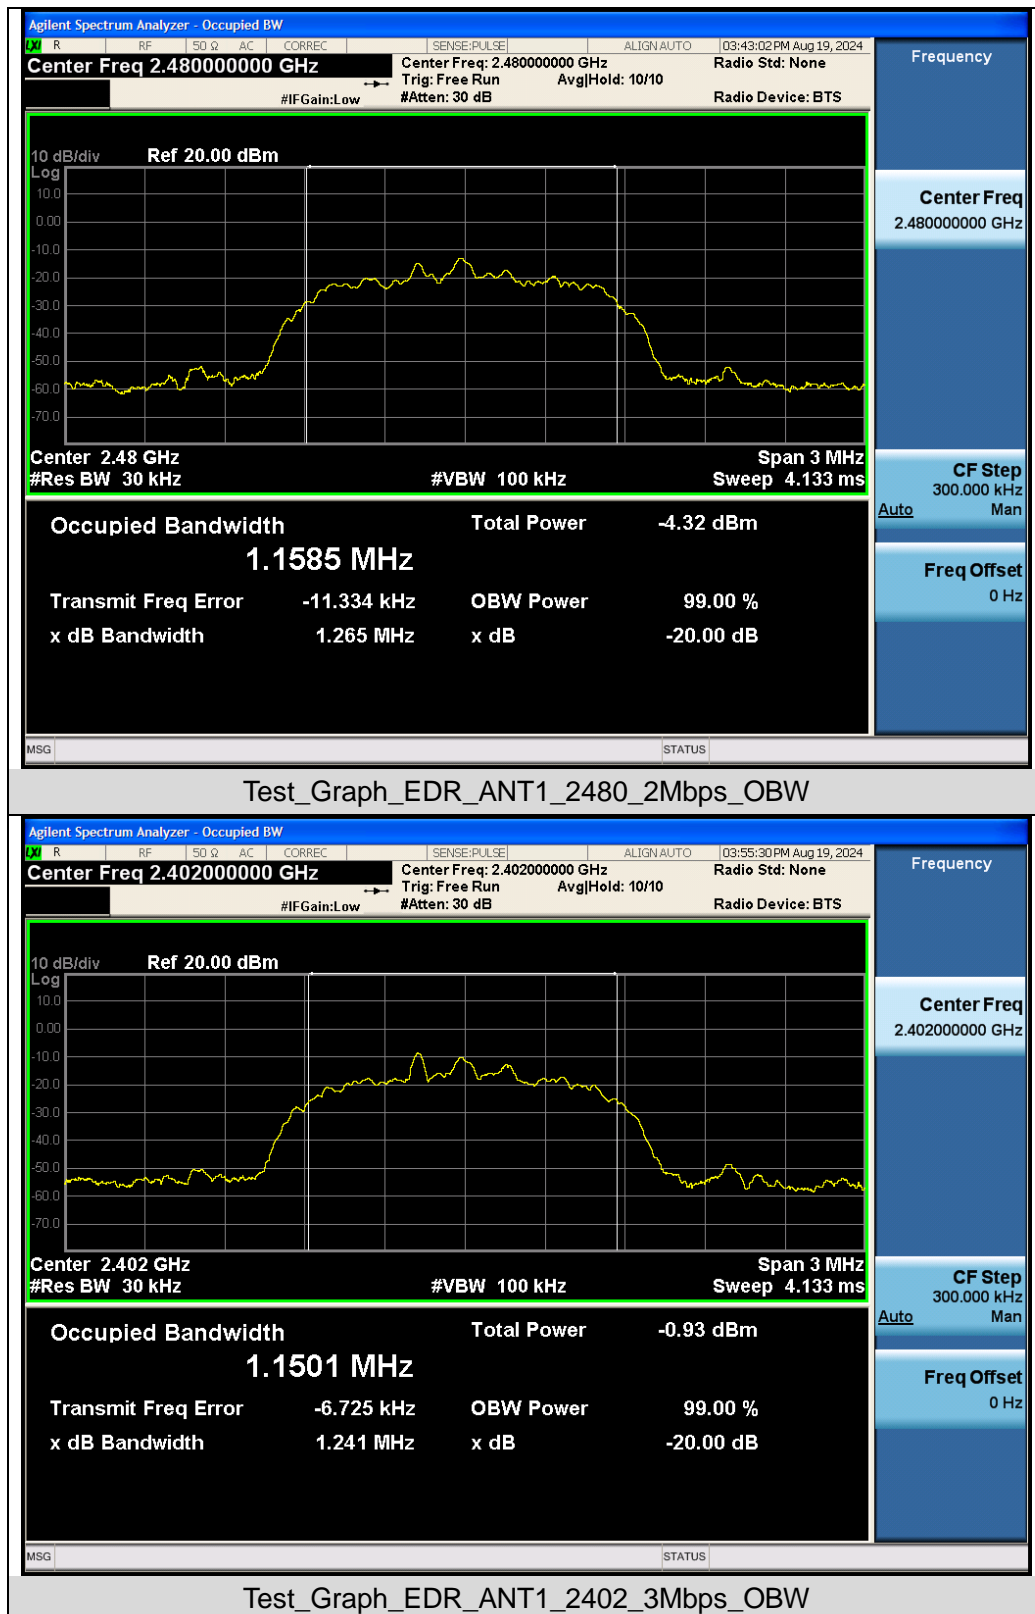 Agilent Spectrum Analyzer - Occupied BW
LXI R RF 50 Ω AC CORREC SENSE:PULSE ALIGN AUTO 03:43:02 PM Aug 19, 2024
Center Freq 2.480000000 GHz
Center Freq: 2.480000000 GHz Radio Std: None
Trig: Free Run Avg|Hold: 10/10
#IFGain:Low #Atten: 30 dB Radio Device: BTS
Frequency
10 dB/div Ref 20.00 dBm
Log
10.0
0.00
-10.0
-20.0
-30.0
-40.0
-50.0
-60.0
-70.0
Center Freq
2.480000000 GHz
Center 2.48 GHz Span 3 MHz
#Res BW 30 kHz #VBW 100 kHz Sweep 4.133 ms
CF Step
300.000 kHz
Auto Man
Occupied Bandwidth Total Power -4.32 dBm
1.1585 MHz
Transmit Freq Error -11.334 kHz OBW Power 99.00 %
x dB Bandwidth 1.265 MHz x dB -20.00 dB
Freq Offset
0 Hz
MSG STATUS
Test_Graph_EDR_ANT1_2480_2Mbps_OBW
Agilent Spectrum Analyzer - Occupied BW
LXI R RF 50 Ω AC CORREC SENSE:PULSE ALIGN AUTO 03:55:30 PM Aug 19, 2024
Center Freq 2.402000000 GHz
Center Freq: 2.402000000 GHz Radio Std: None
Trig: Free Run Avg|Hold: 10/10
#IFGain:Low #Atten: 30 dB Radio Device: BTS
Frequency
10 dB/div Ref 20.00 dBm
Log
10.0
0.00
-10.0
-20.0
-30.0
-40.0
-50.0
-60.0
-70.0
Center Freq
2.402000000 GHz
Center 2.402 GHz Span 3 MHz
#Res BW 30 kHz #VBW 100 kHz Sweep 4.133 ms
CF Step
300.000 kHz
Auto Man
Occupied Bandwidth Total Power -0.93 dBm
1.1501 MHz
Transmit Freq Error -6.725 kHz OBW Power 99.00 %
x dB Bandwidth 1.241 MHz x dB -20.00 dB
Freq Offset
0 Hz
MSG STATUS
Test_Graph_EDR_ANT1_2402_3Mbps_OBW